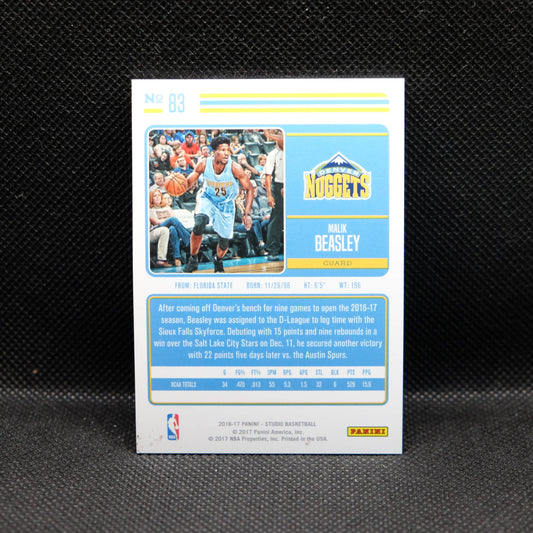 No 83
25
DENVER
NUGGETS
MALIK
BEASLEY
GUARD
FROM: FLORIDA STATE BORN: 11/26/96 HT: 6'5" WT: 196
After coming off Denver's bench for nine games to open the 2016-17
season, Beasley was assigned to the D-League to log time with the
Sioux Falls Skyforce. Debuting with 15 points and nine rebounds in a
win over the Salt Lake City Stars on Dec. 11, he secured another victory
with 22 points five days later vs. the Austin Spurs.
G FG% FT% 3PM RPG APG STL BLK PTS PPG
NCAA TOTALS 34 .470 .813 55 5.3 1.5 32 6 529 15.6
2016-17 PANINI – STUDIO BASKETBALL
© 2017 Panini America, Inc.
© 2017 NBA Properties, Inc. Printed in the USA.
NBA
PANINI